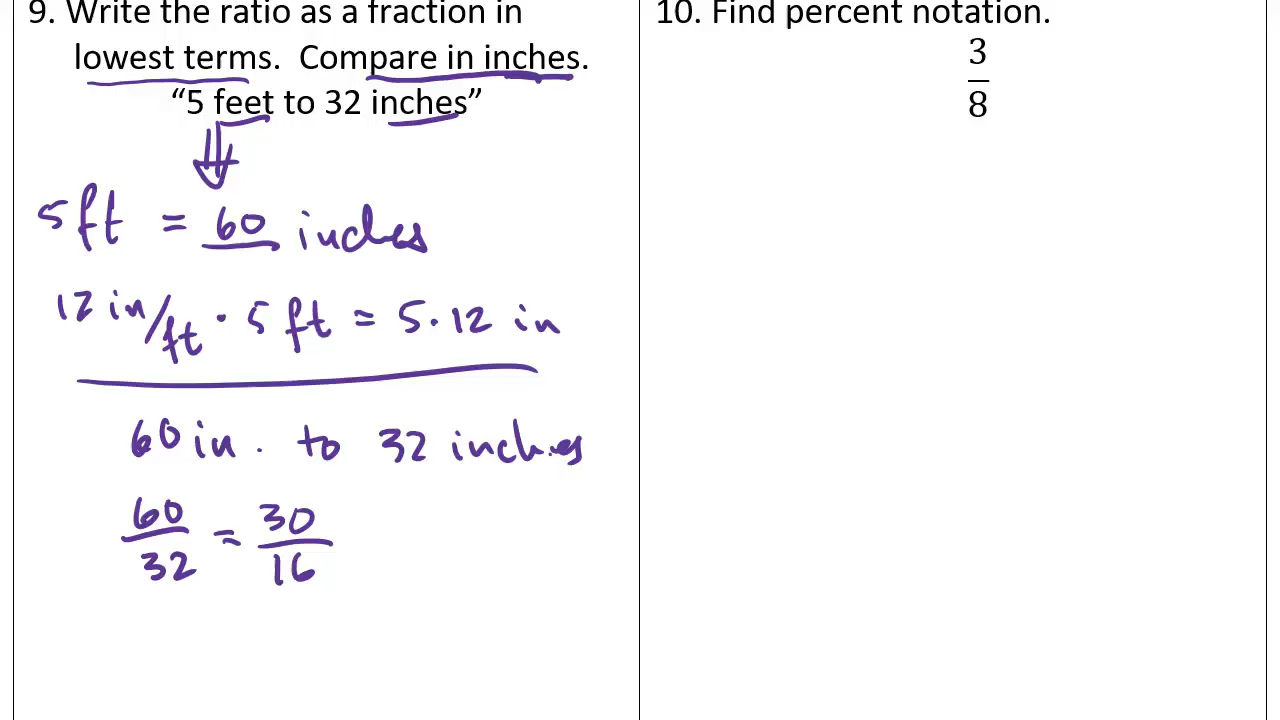 9. Write the ratio as a fraction in
lowest terms.  Compare in inches.
“5 feet to 32 inches”
5ft = 60 inches
12 in/ft · 5 ft = 5·12 in
60 in. to 32 inches
60/32 = 30/16
10. Find percent notation.
3
8